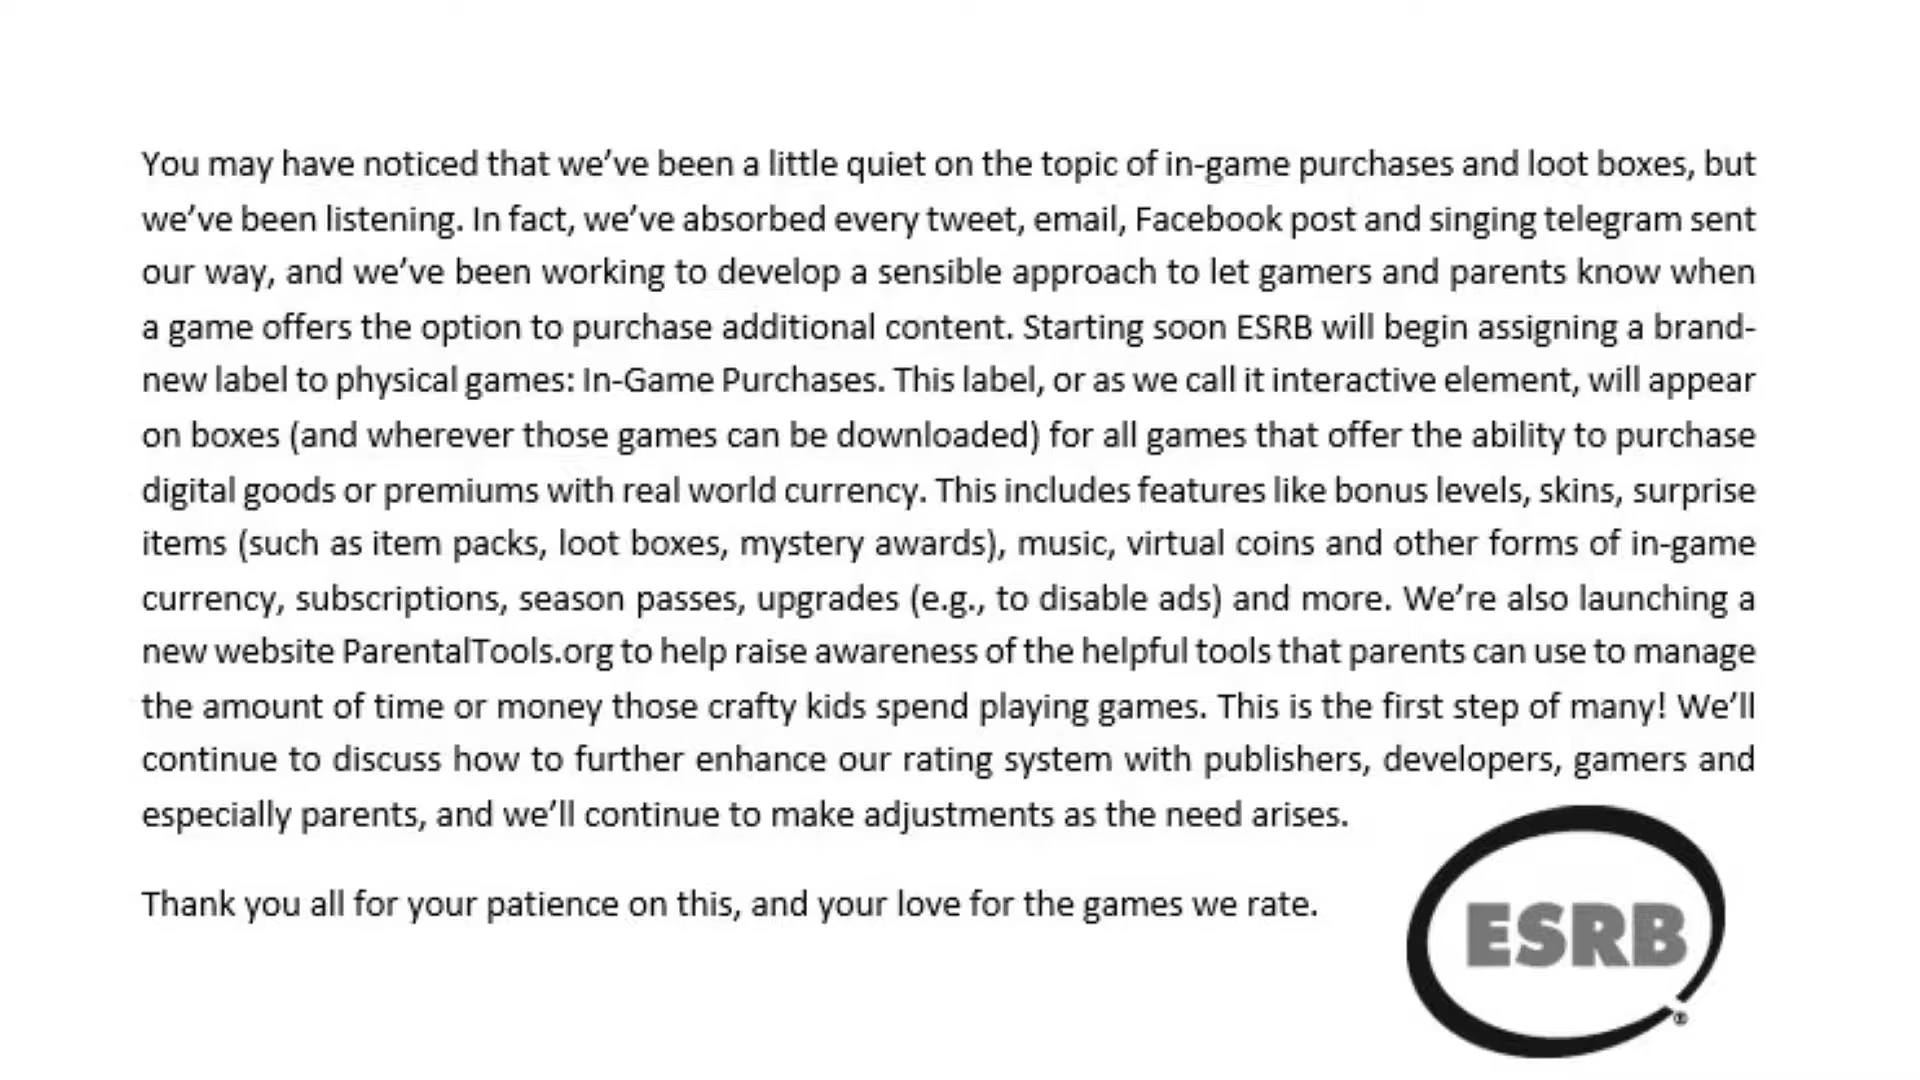 You may have noticed that we’ve been a little quiet on the topic of in-game purchases and loot boxes, but
we’ve been listening. In fact, we’ve absorbed every tweet, email, Facebook post and singing telegram sent
our way, and we’ve been working to develop a sensible approach to let gamers and parents know when
a game offers the option to purchase additional content. Starting soon ESRB will begin assigning a brand-
new label to physical games: In-Game Purchases. This label, or as we call it interactive element, will appear
on boxes (and wherever those games can be downloaded) for all games that offer the ability to purchase
digital goods or premiums with real world currency. This includes features like bonus levels, skins, surprise
items (such as item packs, loot boxes, mystery awards), music, virtual coins and other forms of in-game
currency, subscriptions, season passes, upgrades (e.g., to disable ads) and more. We’re also launching a
new website ParentalTools.org to help raise awareness of the helpful tools that parents can use to manage
the amount of time or money those crafty kids spend playing games. This is the first step of many! We’ll
continue to discuss how to further enhance our rating system with publishers, developers, gamers and
especially parents, and we’ll continue to make adjustments as the need arises.
Thank you all for your patience on this, and your love for the games we rate.
ESRB
®